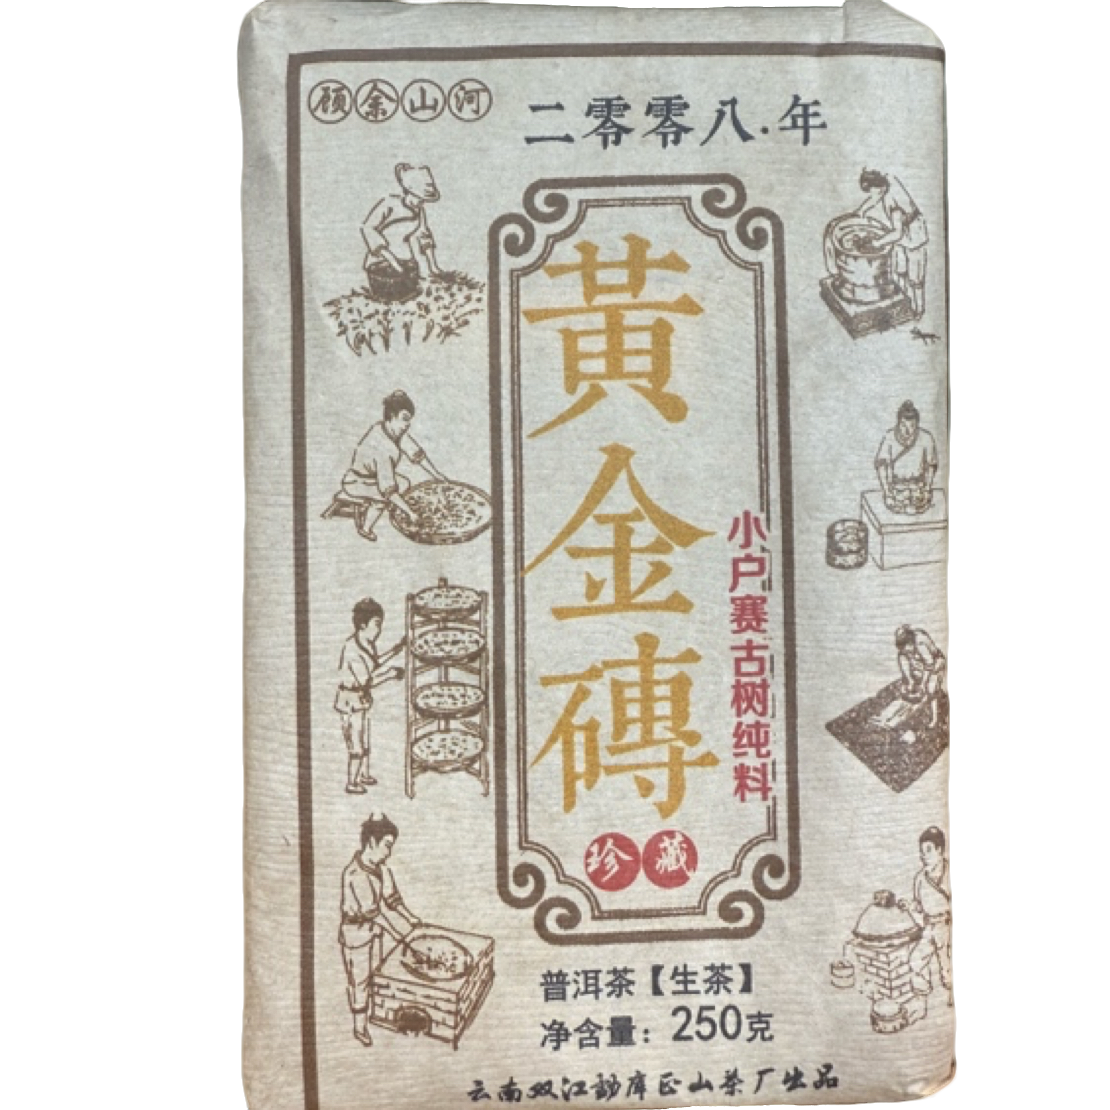 顾余山河
二零零八.年
黃金磚
小户赛古树纯料
珍藏
普洱茶【生茶】
净含量：250克
云南双江勐库正山茶厂出品